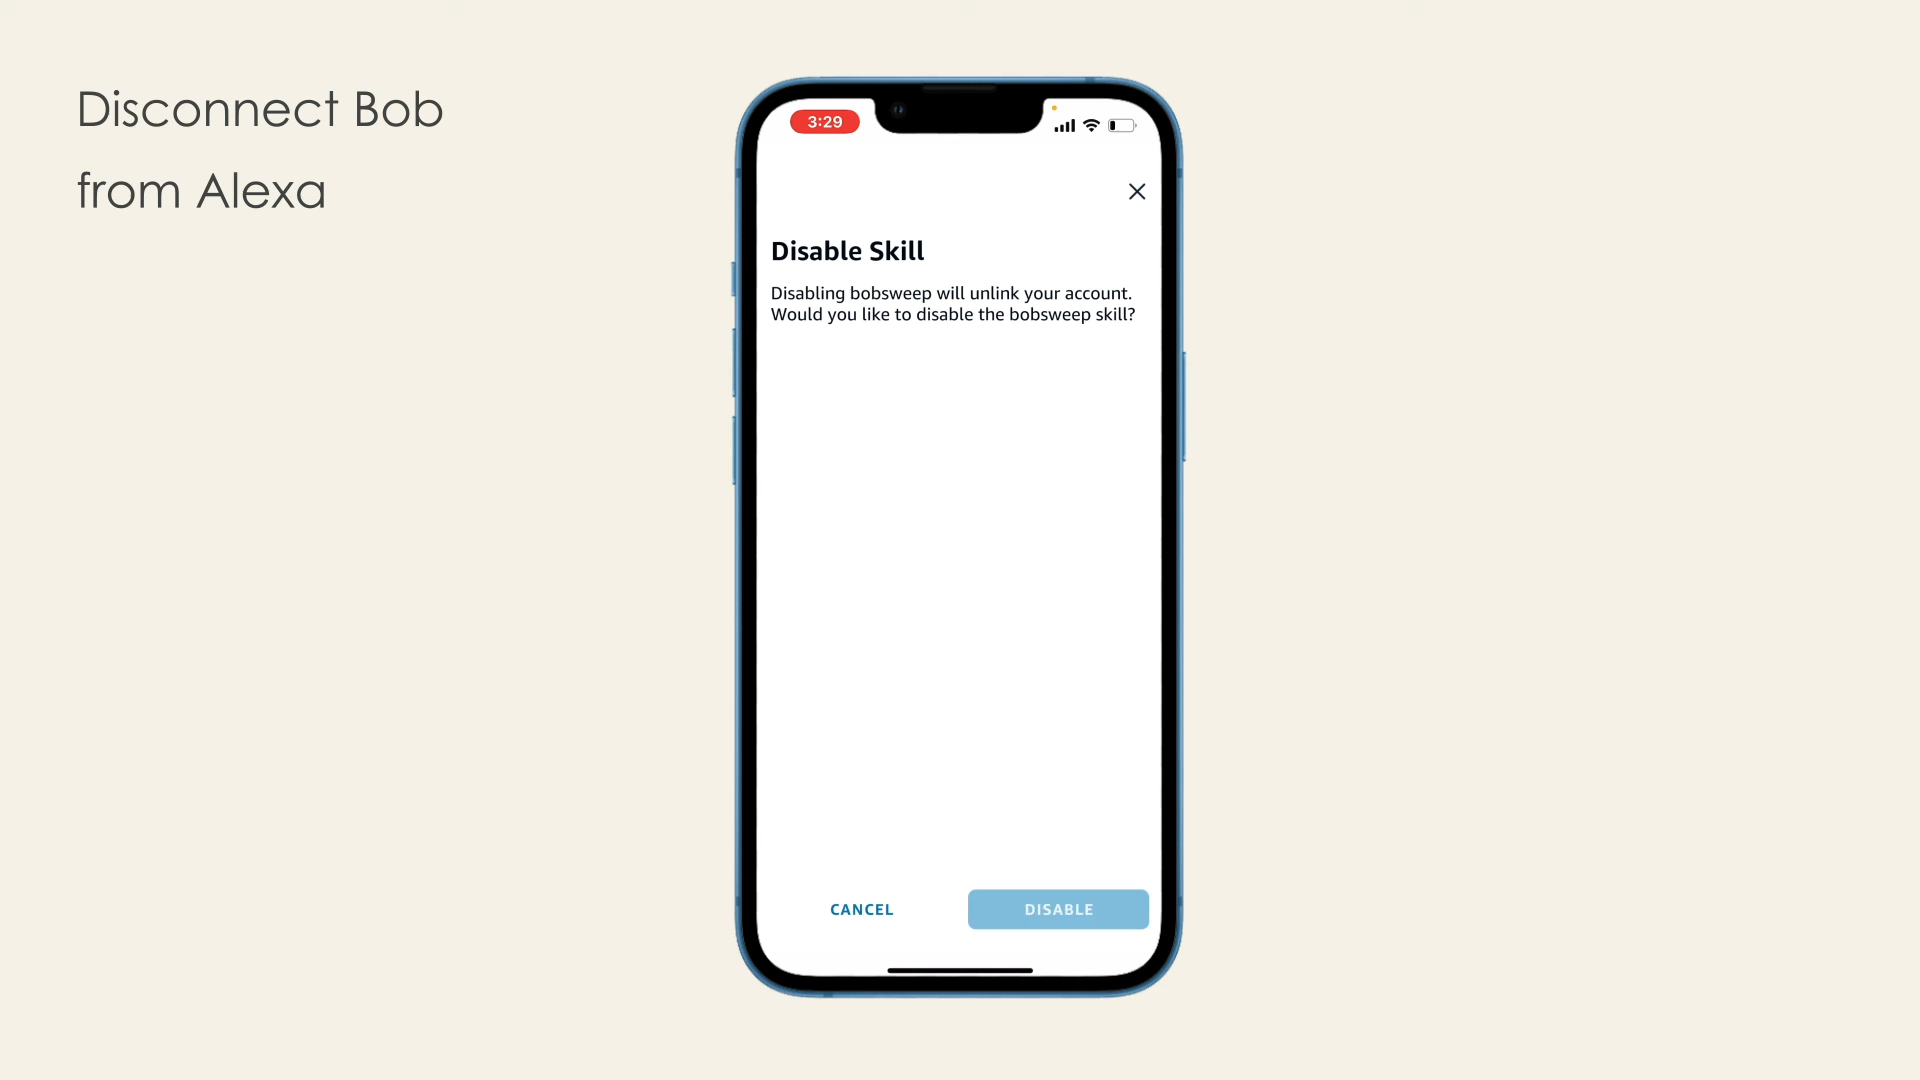 Disconnect Bob
from Alexa
3:29
Disable Skill
Disabling bobsweep will unlink your account.
Would you like to disable the bobsweep skill?
CANCEL
DISABLE